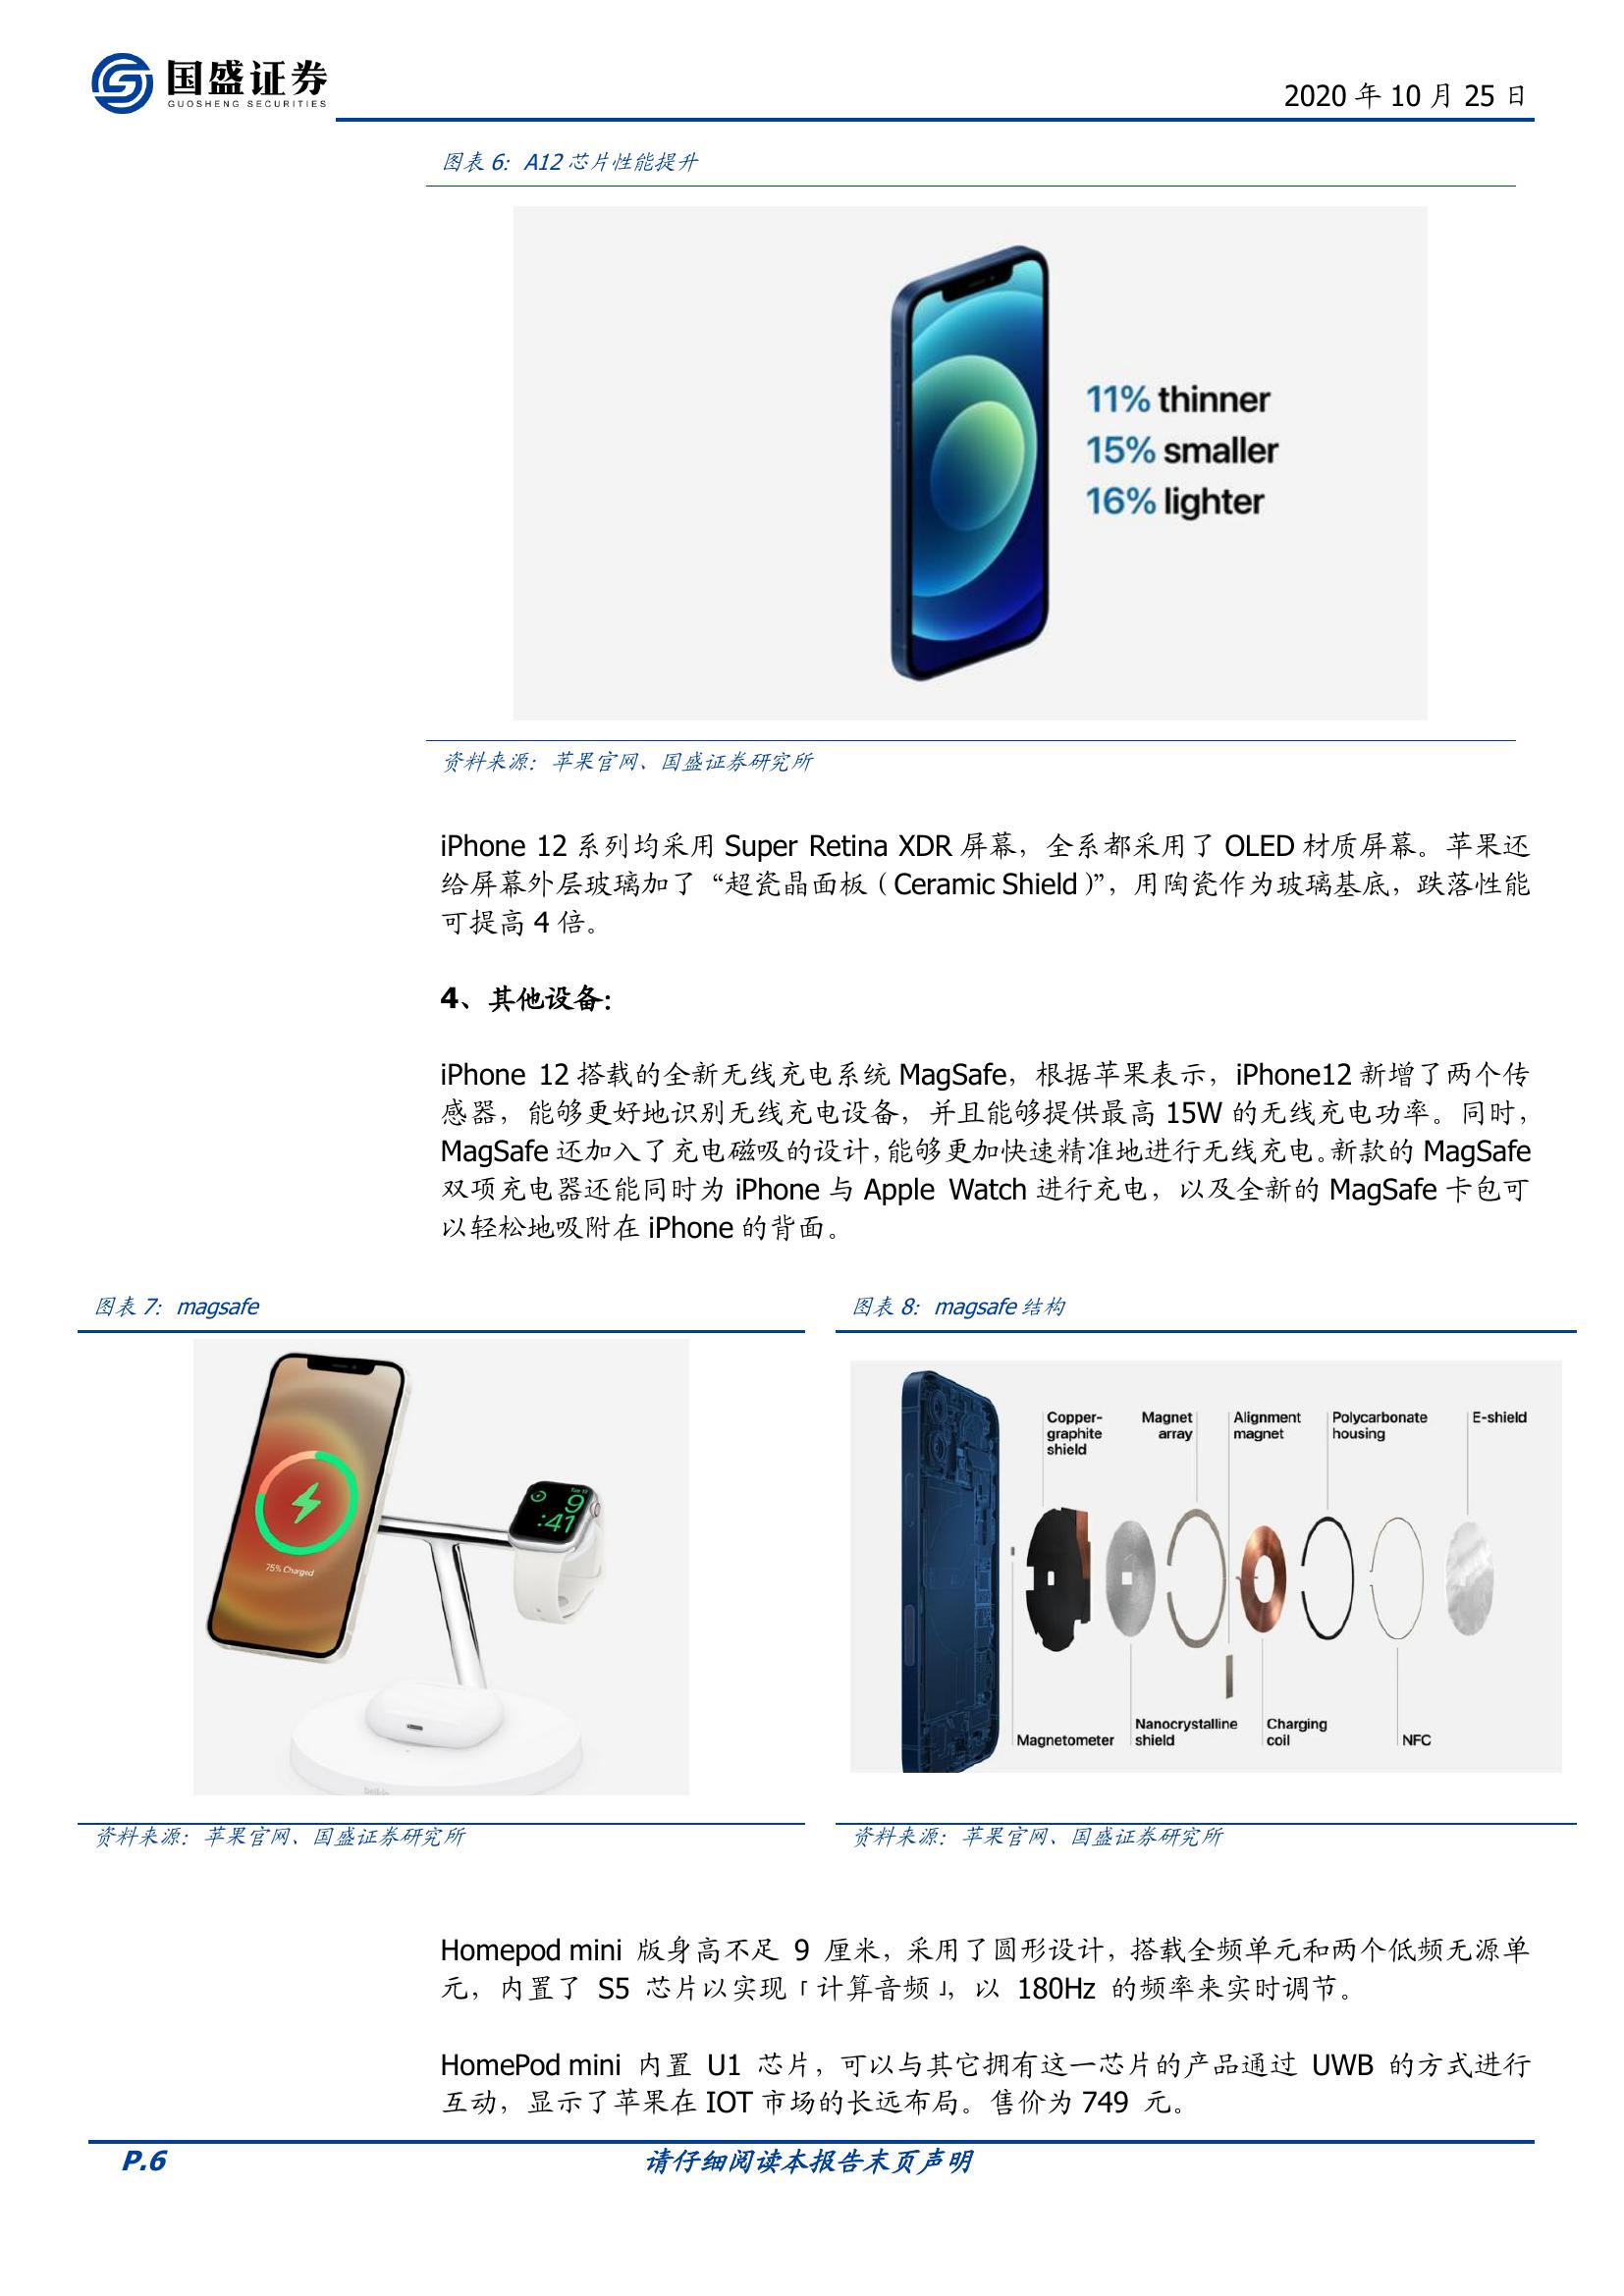 国盛证券
GUOSHENG SECURITIES
2020 年 10 月 25 日
图表 6：A12 芯片性能提升
11% thinner
15% smaller
16% lighter
资料来源：苹果官网、国盛证券研究所
iPhone 12 系列均采用 Super Retina XDR 屏幕，全系都采用了 OLED 材质屏幕。苹果还
给屏幕外层玻璃加了“超瓷晶面板（Ceramic Shield）”，用陶瓷作为玻璃基底，跌落性能
可提高 4 倍。
4、其他设备：
iPhone 12 搭载的全新无线充电系统 MagSafe，根据苹果表示，iPhone12 新增了两个传
感器，能够更好地识别无线充电设备，并且能够提供最高 15W 的无线充电功率。同时，
MagSafe 还加入了充电磁吸的设计，能够更加快速精准地进行无线充电。新款的 MagSafe
双项充电器还能同时为 iPhone 与 Apple Watch 进行充电，以及全新的 MagSafe 卡包可
以轻松地吸附在 iPhone 的背面。
图表 7：magsafe
75% Charged
9
:41
belkin
资料来源：苹果官网、国盛证券研究所
图表 8：magsafe 结构
Copper-
graphite
shield
Magnet
array
Alignment
magnet
Polycarbonate
housing
E-shield
Magnetometer
Nanocrystalline
shield
Charging
coil
NFC
资料来源：苹果官网、国盛证券研究所
Homepod mini 版身高不足 9 厘米，采用了圆形设计，搭载全频单元和两个低频无源单
元，内置了 S5 芯片以实现「计算音频」，以 180Hz 的频率来实时调节。
HomePod mini 内置 U1 芯片，可以与其它拥有这一芯片的产品通过 UWB 的方式进行
互动，显示了苹果在 IOT 市场的长远布局。售价为 749 元。
P.6
请仔细阅读本报告末页声明